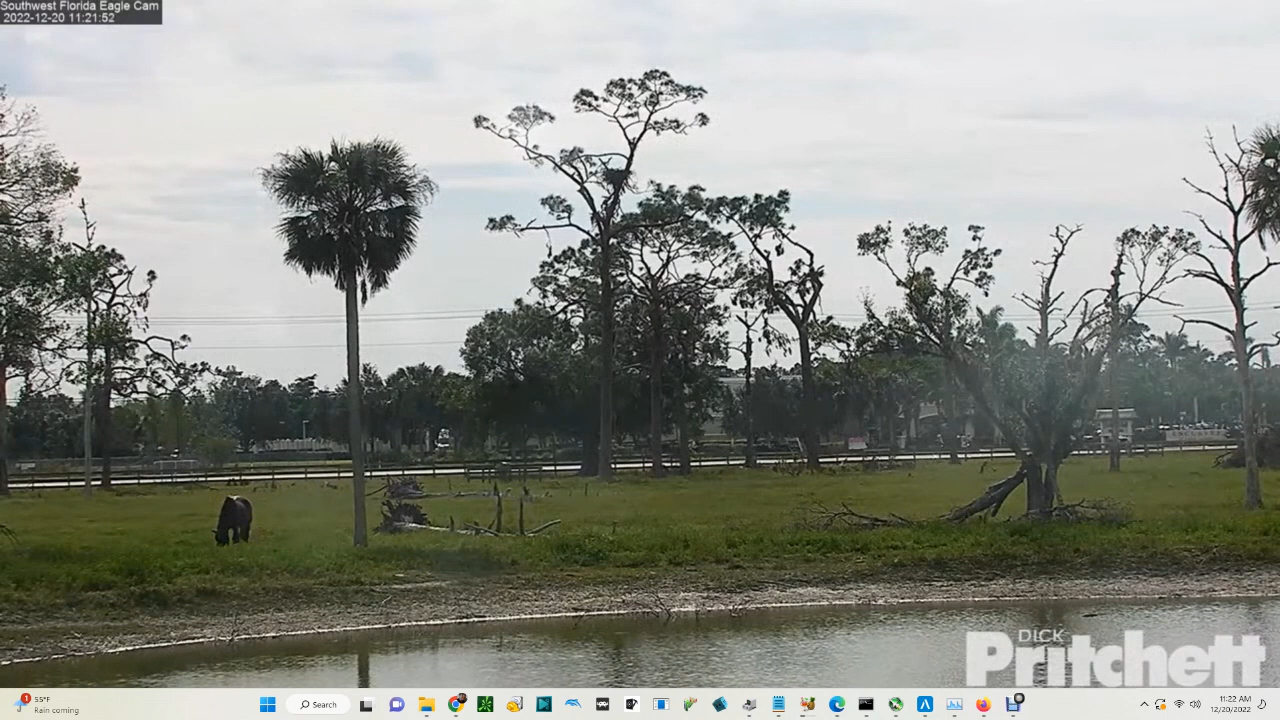 Southwest Florida Eagle Cam
2022-12-20 11:21:52
DICK
Pritchett
1
55°F
Rain coming
Search
11:22 AM
12/20/2022